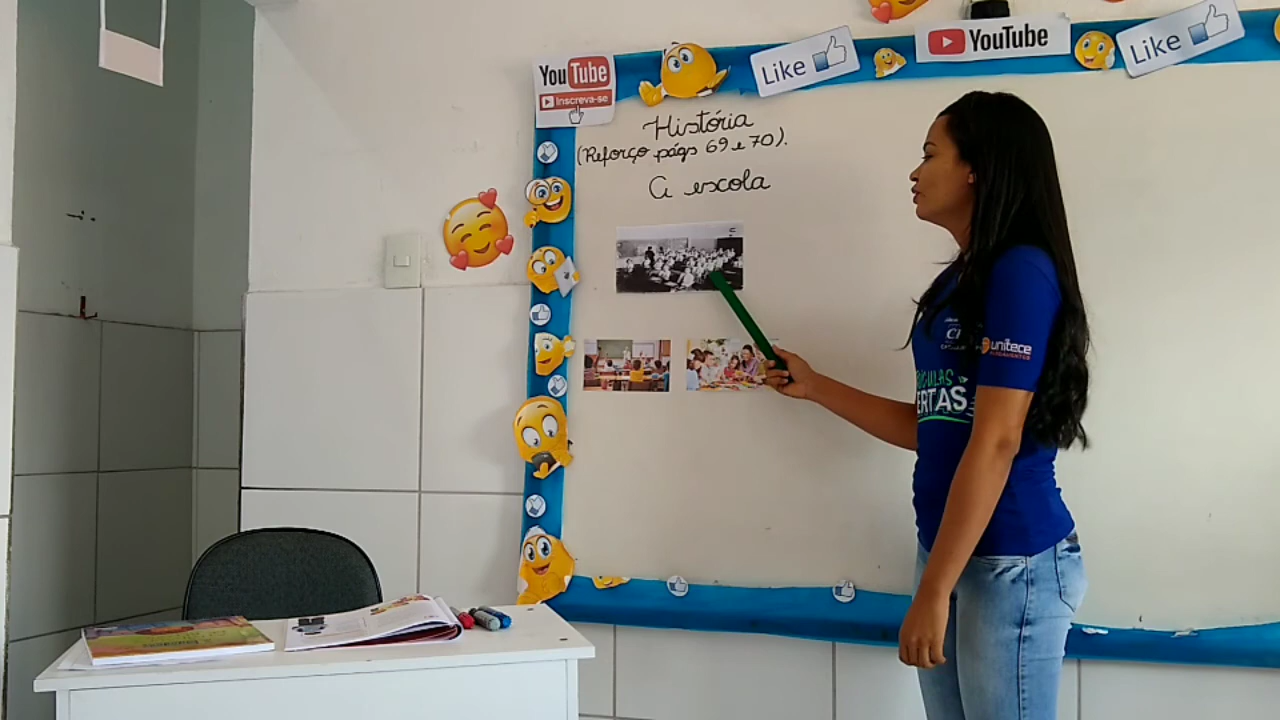 YouTube
Inscreva-se
Like
YouTube
Like
História
(Reforço págs 69 e 70).
A escola
unitece